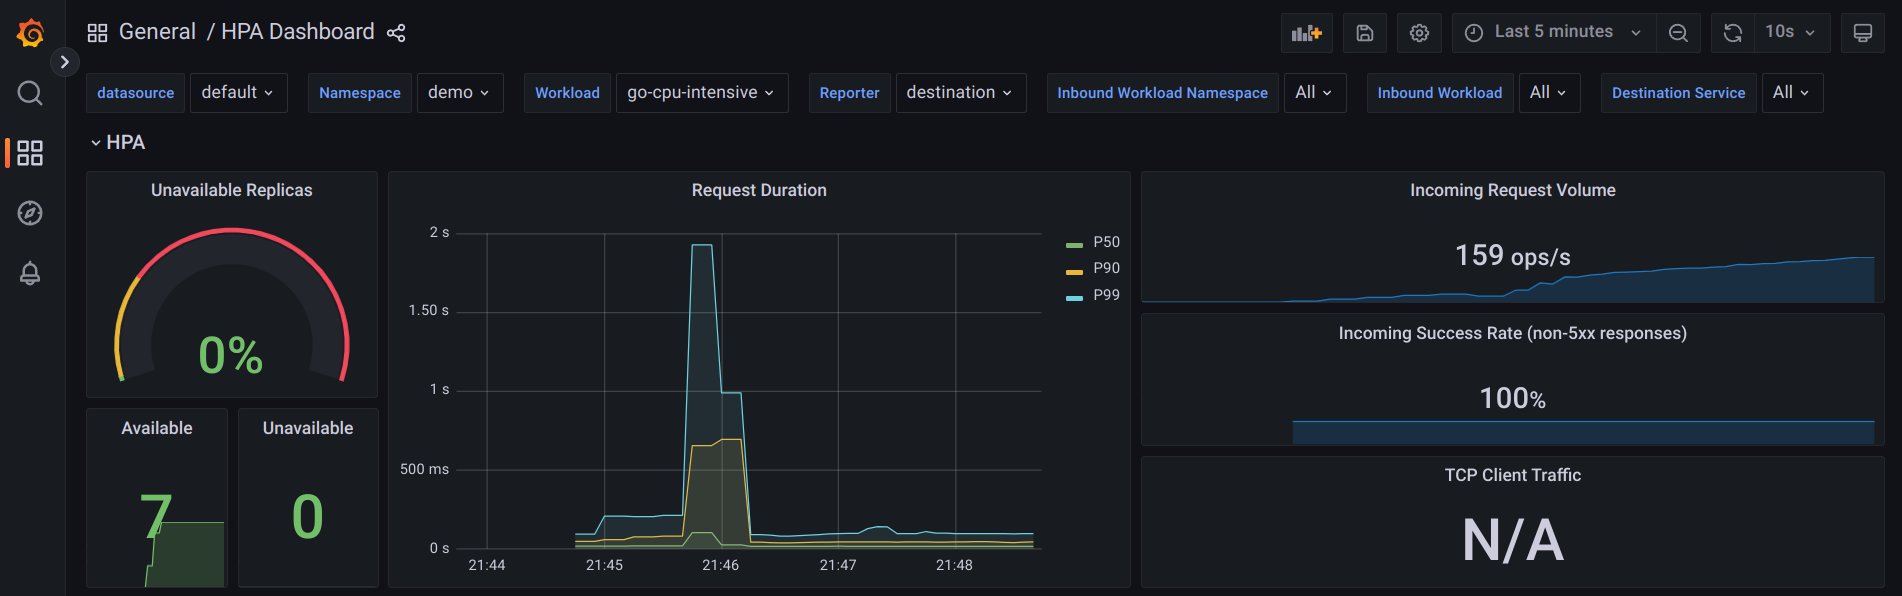 General / HPA Dashboard
Last 5 minutes
10s
datasource default
Namespace demo
Workload go-cpu-intensive
Reporter destination
Inbound Workload Namespace All
Inbound Workload All
Destination Service All
HPA
Unavailable Replicas
0%
Available
7
Unavailable
0
Request Duration
2 s
1.50 s
1 s
500 ms
0 s
21:44 21:45 21:46 21:47 21:48
P50
P90
P99
Incoming Request Volume
159 ops/s
Incoming Success Rate (non-5xx responses)
100%
TCP Client Traffic
N/A